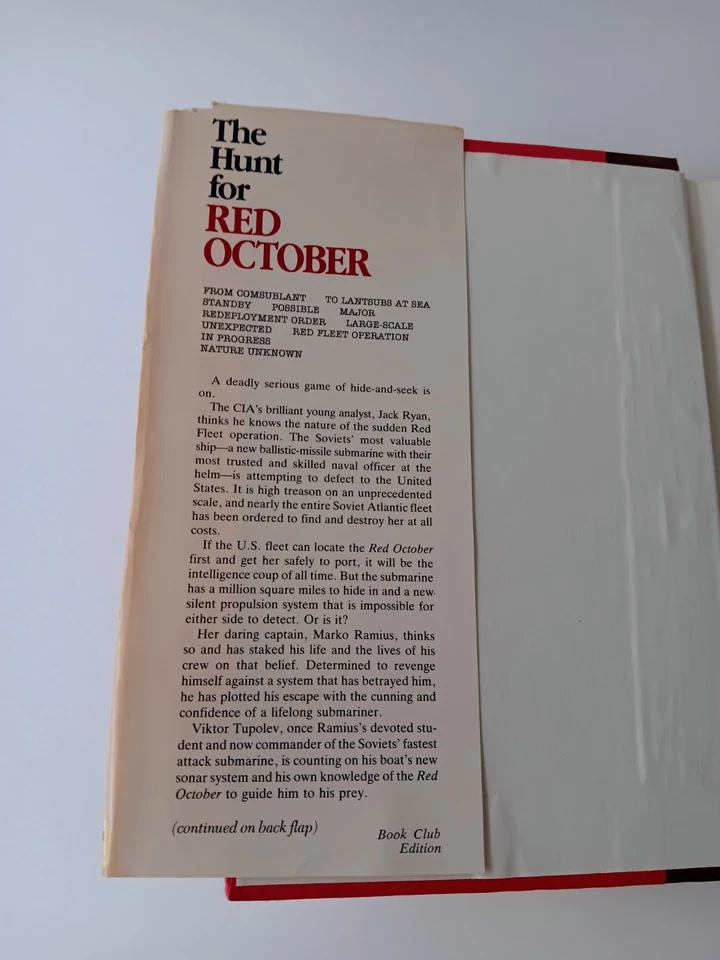 The
Hunt
for
RED
OCTOBER
FROM COMSUBLANT TO LANTSUBS AT SEA
STANDBY POSSIBLE MAJOR
REDEPLOYMENT ORDER LARGE-SCALE
UNEXPECTED RED FLEET OPERATION
IN PROGRESS
NATURE UNKNOWN
A deadly serious game of hide-and-seek is
on.
The CIA's brilliant young analyst, Jack Ryan,
thinks he knows the nature of the sudden Red
Fleet operation. The Soviets' most valuable
ship—a new ballistic-missile submarine with their
most trusted and skilled naval officer at the
helm—is attempting to defect to the United
States. It is high treason on an unprecedented
scale, and nearly the entire Soviet Atlantic fleet
has been ordered to find and destroy her at all
costs.
If the U.S. fleet can locate the Red October
first and get her safely to port, it will be the
intelligence coup of all time. But the submarine
has a million square miles to hide in and a new
silent propulsion system that is impossible for
either side to detect. Or is it?
Her daring captain, Marko Ramius, thinks
so and has staked his life and the lives of his
crew on that belief. Determined to revenge
himself against a system that has betrayed him,
he has plotted his escape with the cunning and
confidence of a lifelong submariner.
Viktor Tupolev, once Ramius's devoted stu-
dent and now commander of the Soviets' fastest
attack submarine, is counting on his boat's new
sonar system and his own knowledge of the Red
October to guide him to his prey.
(continued on back flap)
Book Club
Edition